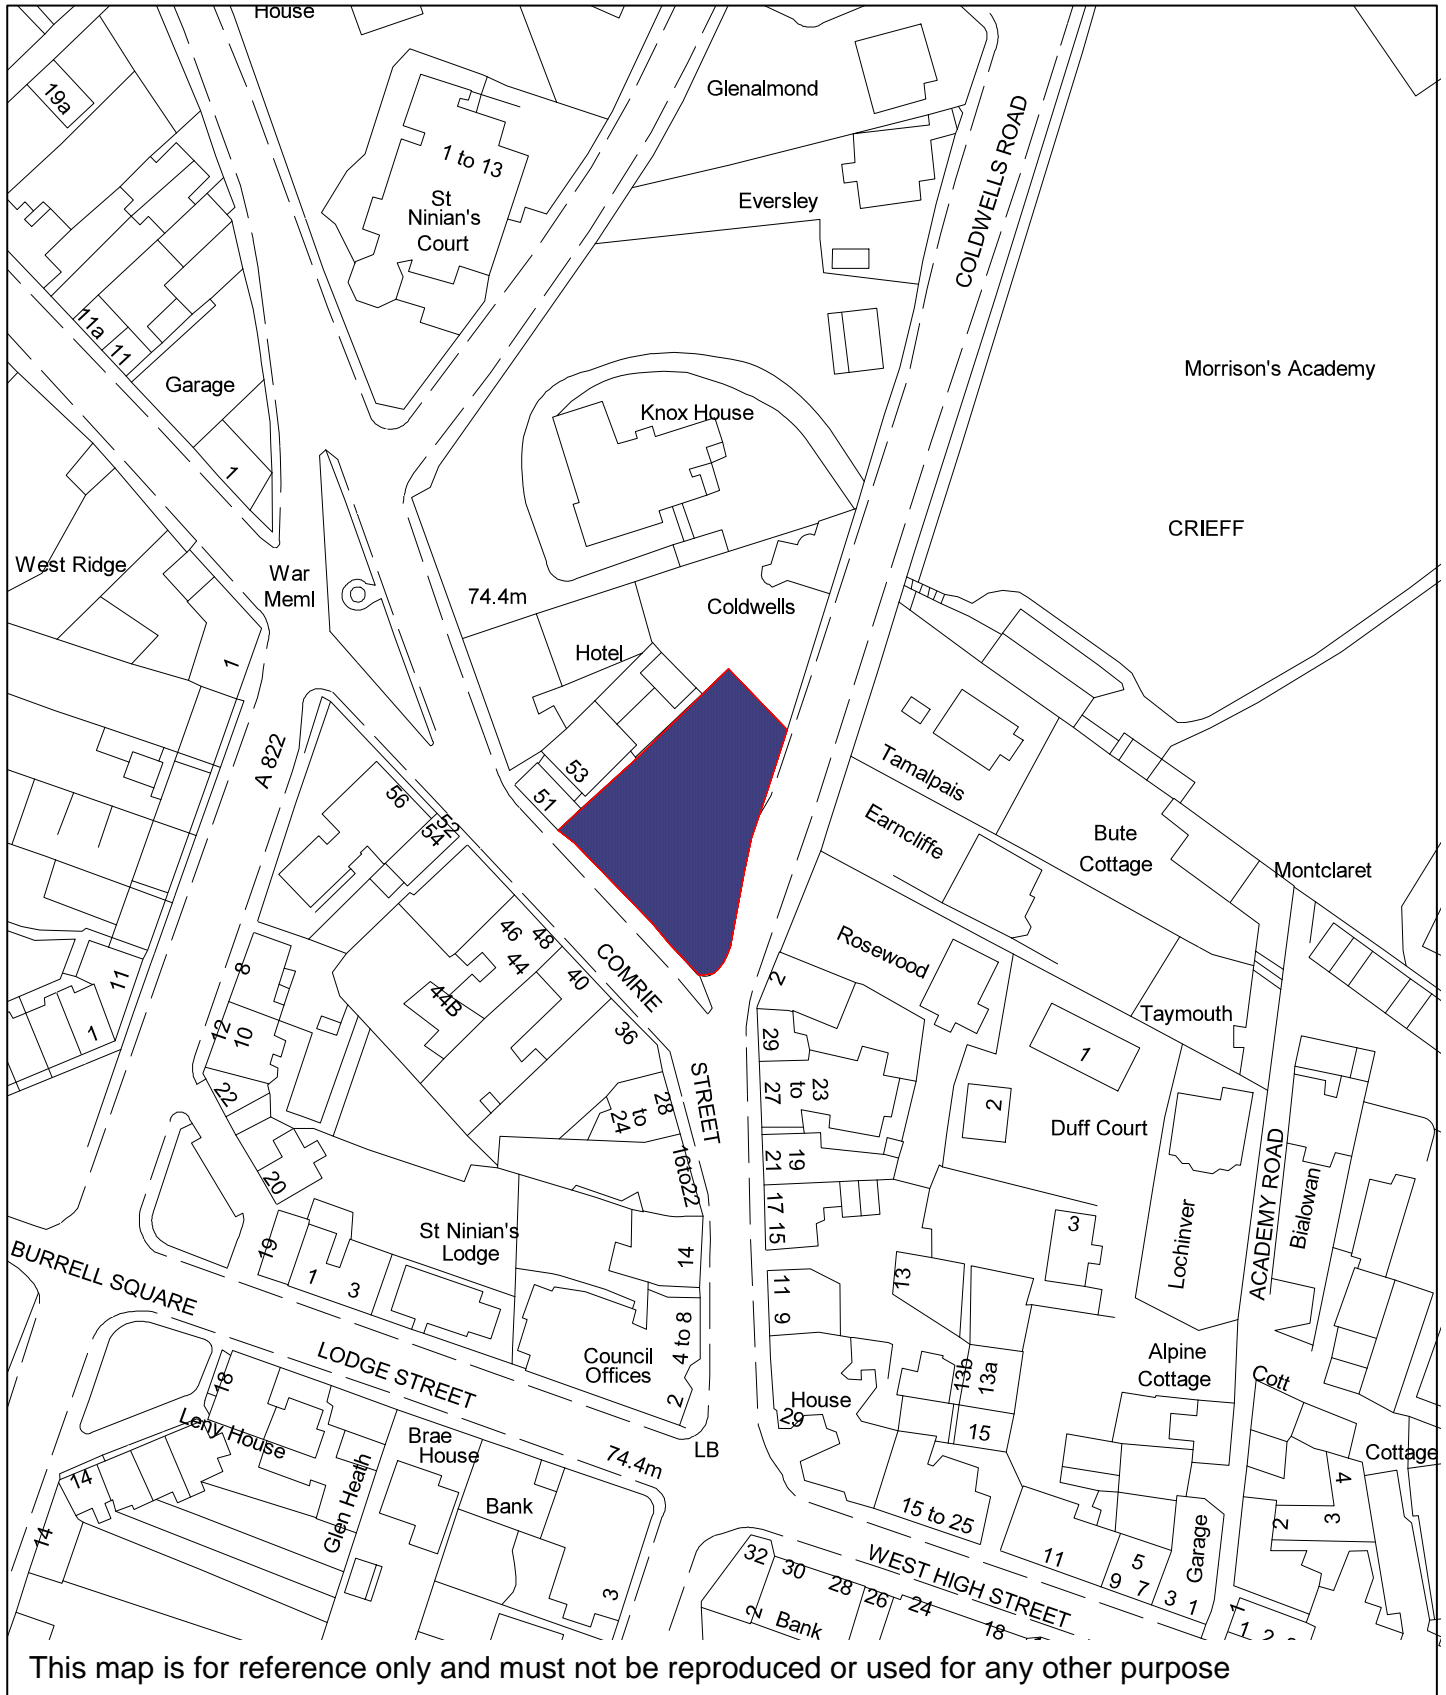 House
19a
Glenalmond
1 to 13
St
Ninian's
Court
Eversley
COLDWELLS ROAD
11a
11
Garage
1
Morrison's Academy
Knox House
CRIEFF
West Ridge
War
Meml
74.4m
Coldwells
Hotel
1
A 822
53
51
56
52
54
Tamalpais
Earncliffe
Bute
Cottage
Montclaret
46
48
44
40
44B
36
COMRIE
STREET
Rosewood
2
8
11
1
12
10
22
20
Taymouth
1
29
23
to
27
2
28
to
24
Duff Court
19
21
16to22
17
15
14
St Ninian's
Lodge
19
1
3
BURRELL SQUARE
3
13
Lochinver
ACADEMY ROAD
Bialowan
11
9
4 to 8
2
Council
Offices
LODGE STREET
18
Leny House
Brae
House
Glen Heath
Bank
74.4m
LB
House
29
13b
13a
15
Alpine
Cottage
Cott
Cottage
14
14
15 to 25
4
3
2
Garage
WEST HIGH STREET
11
5
9
7
3
1
32
30
28
26
24
18
2
Bank
3
1
1
2
This map is for reference only and must not be reproduced or used for any other purpose